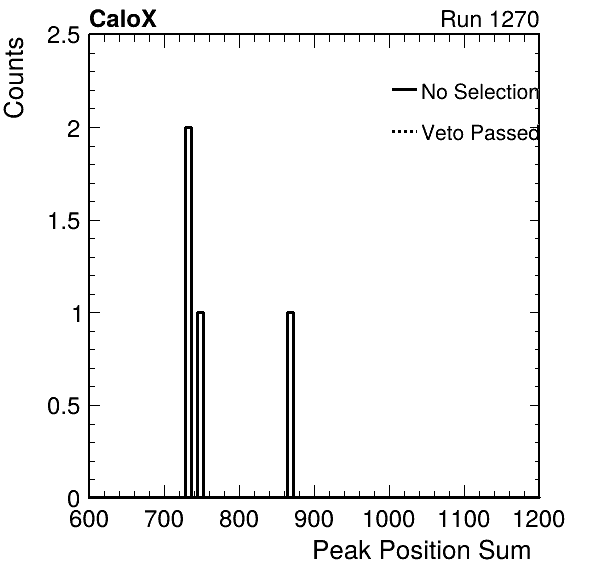 CaloX Run 1270
Counts
2.5
No Selection
2
Veto Passed
1.5
1
0.5
0
600 700 800 900 1000 1100 1200
Peak Position Sum